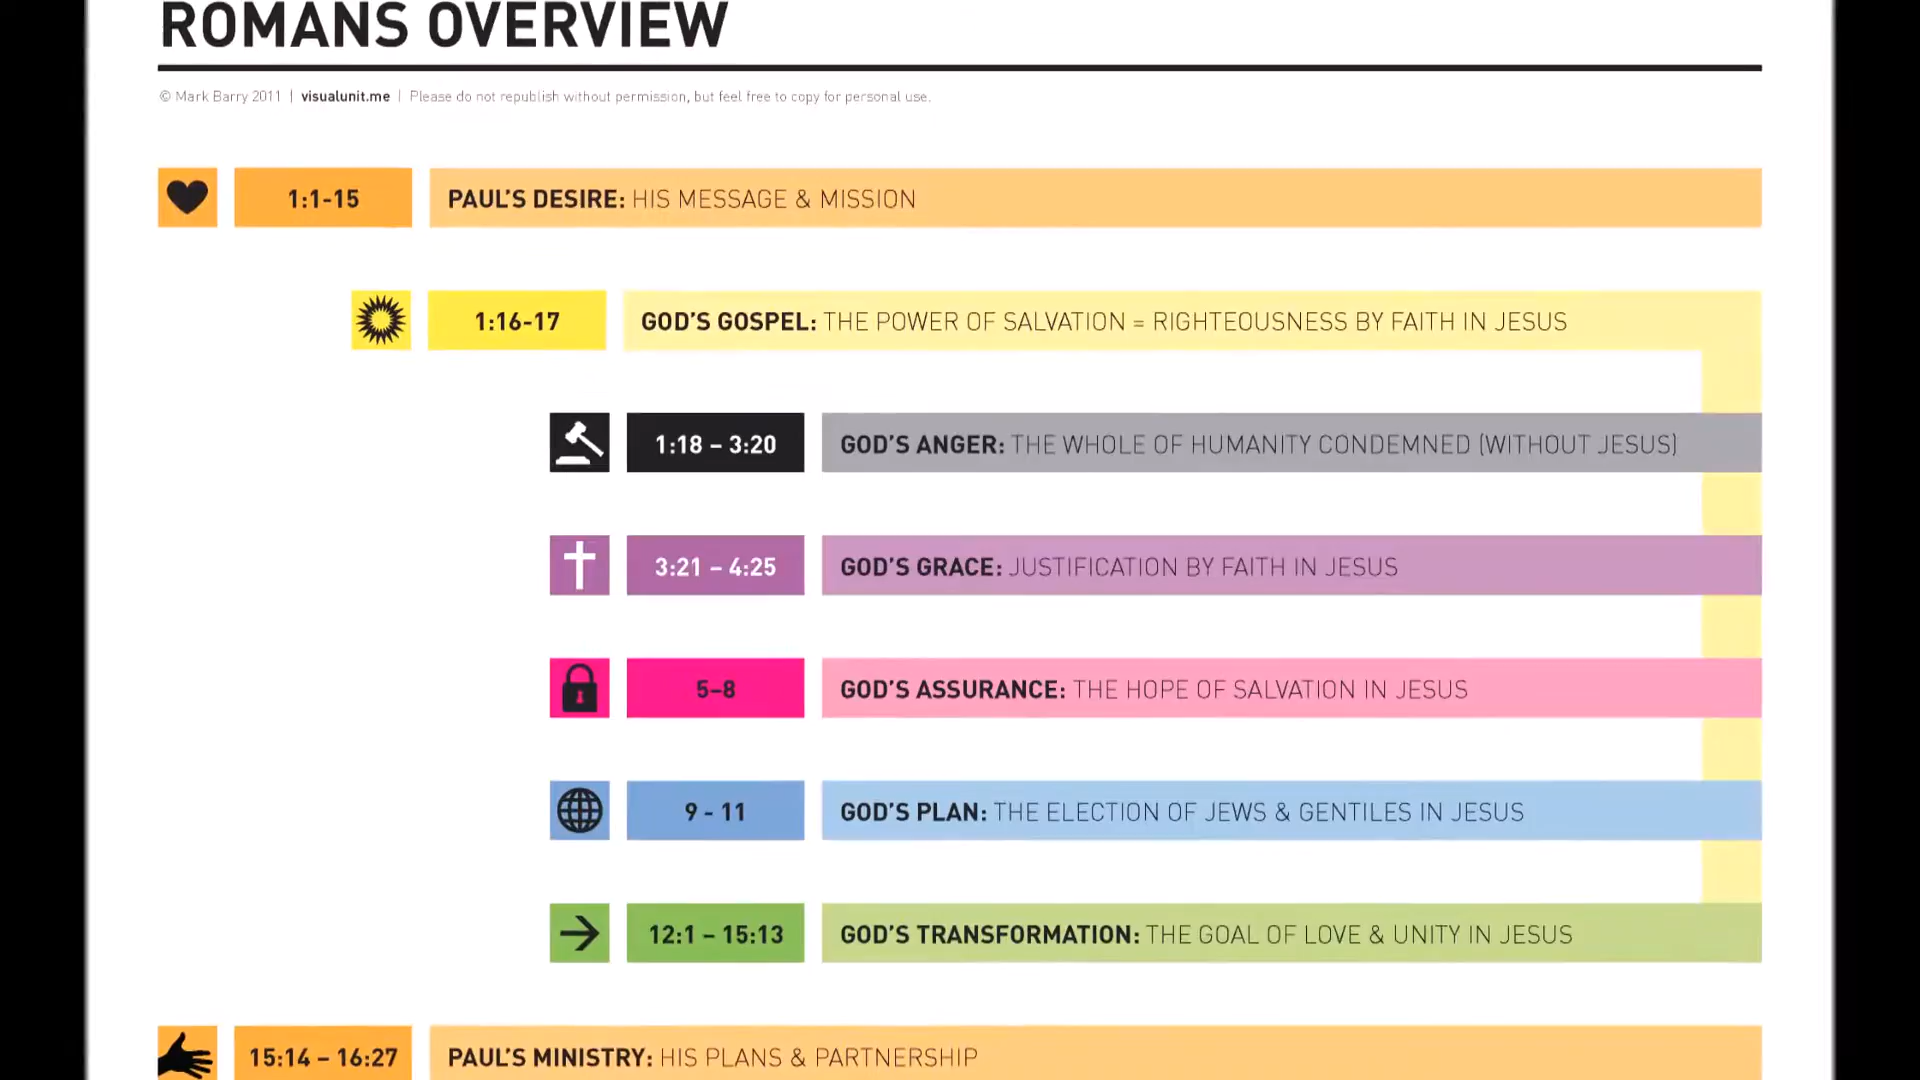 ROMANS OVERVIEW
© Mark Barry 2011 | visualunit.me | Please do not republish without permission, but feel free to copy for personal use.
1:1-15 PAUL'S DESIRE: HIS MESSAGE & MISSION
1:16-17 GOD'S GOSPEL: THE POWER OF SALVATION = RIGHTEOUSNESS BY FAITH IN JESUS
1:18 – 3:20 GOD'S ANGER: THE WHOLE OF HUMANITY CONDEMNED (WITHOUT JESUS)
3:21 – 4:25 GOD'S GRACE: JUSTIFICATION BY FAITH IN JESUS
5–8 GOD'S ASSURANCE: THE HOPE OF SALVATION IN JESUS
9 - 11 GOD'S PLAN: THE ELECTION OF JEWS & GENTILES IN JESUS
12:1 – 15:13 GOD'S TRANSFORMATION: THE GOAL OF LOVE & UNITY IN JESUS
15:14 – 16:27 PAUL'S MINISTRY: HIS PLANS & PARTNERSHIP